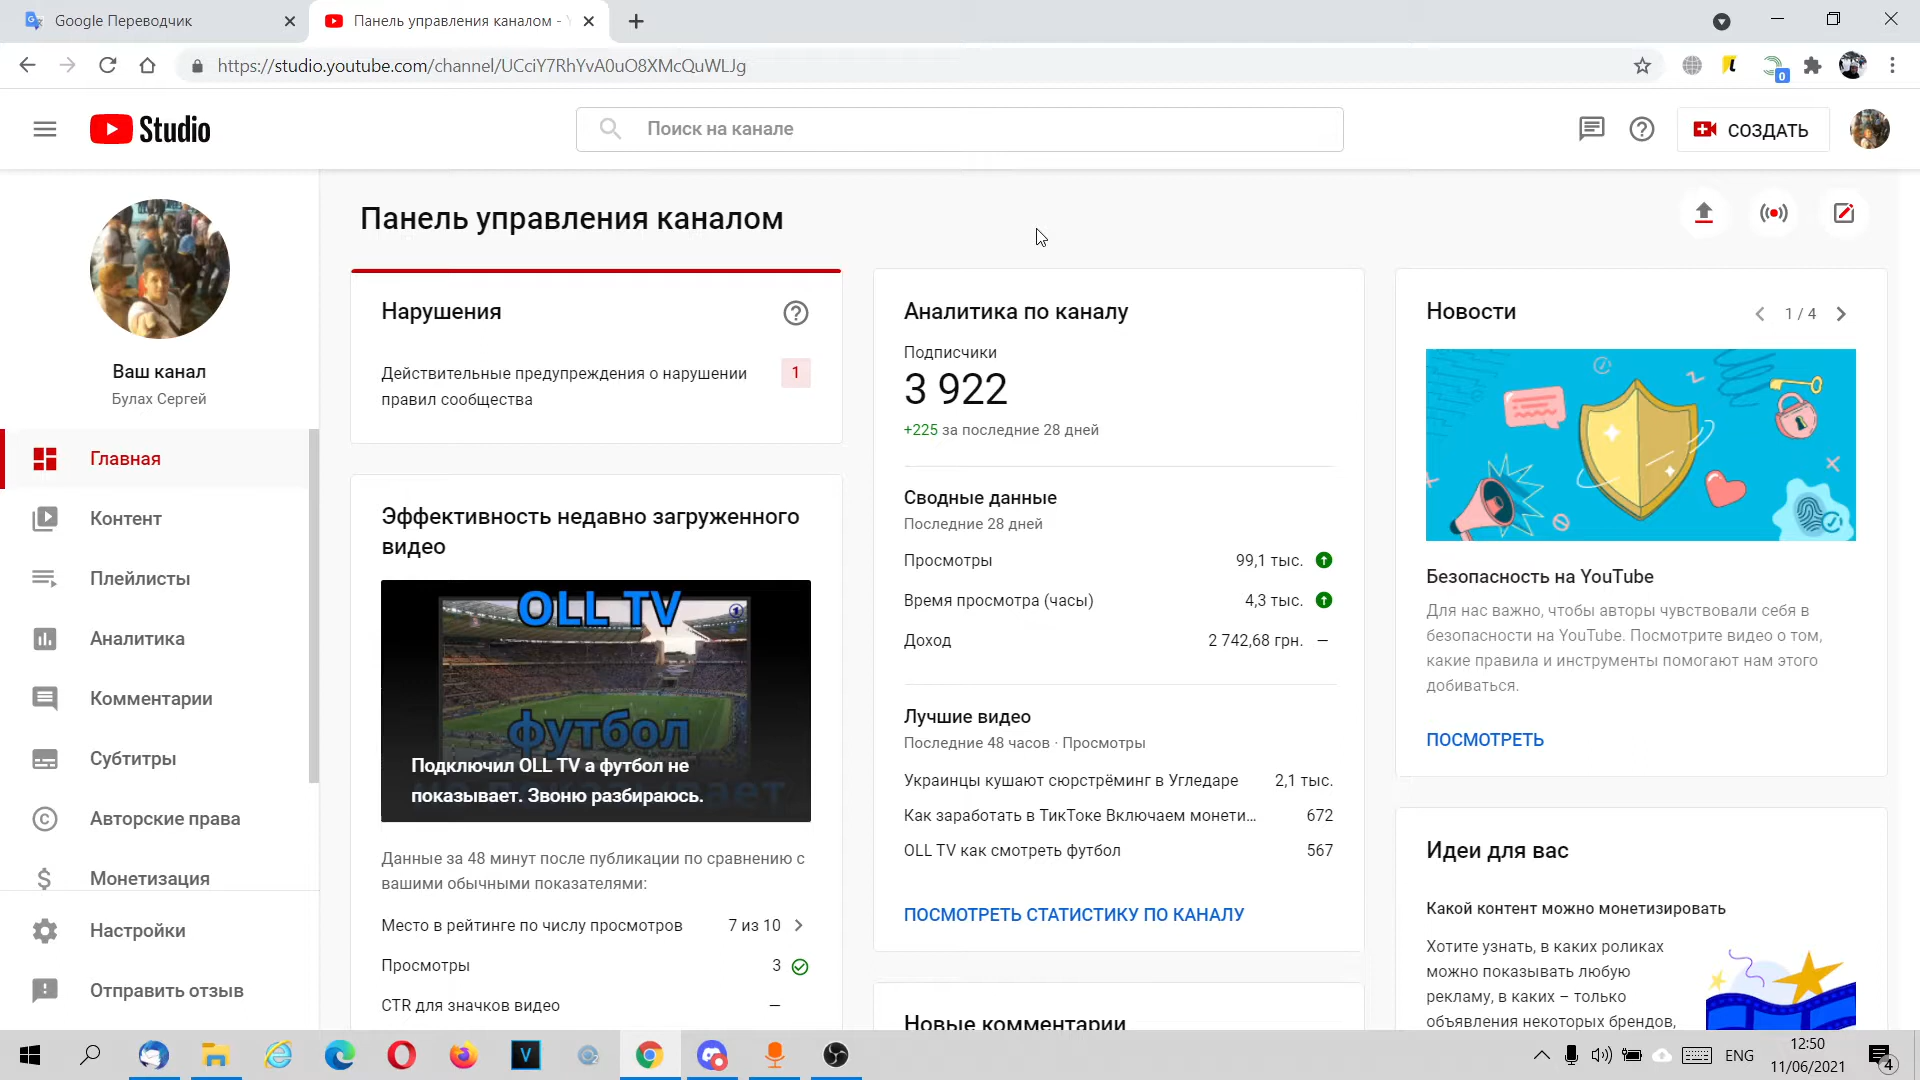 Google Переводчик
Панель управления каналом - Y
https://studio.youtube.com/channel/UCciY7RhYvA0uO8XMcQuWLJg
0
Studio
Поиск на канале
СОЗДАТЬ
Ваш канал
Булах Сергей
Главная
Контент
Плейлисты
Аналитика
Комментарии
Субтитры
Авторские права
Монетизация
Настройки
Отправить отзыв
Панель управления каналом
Нарушения
Действительные предупреждения о нарушении
правил сообщества
1
Эффективность недавно загруженного
видео
OLL TV
футбол
Подключил OLL TV а футбол не
показывает. Звоню разбираюсь.
Данные за 48 минут после публикации по сравнению с
вашими обычными показателями:
Место в рейтинге по числу просмотров 7 из 10
Просмотры 3
CTR для значков видео —
Аналитика по каналу
Подписчики
3 922
+225 за последние 28 дней
Сводные данные
Последние 28 дней
Просмотры 99,1 тыс.
Время просмотра (часы) 4,3 тыс.
Доход 2 742,68 грн. —
Лучшие видео
Последние 48 часов · Просмотры
Украинцы кушают сюрстрёминг в Угледаре 2,1 тыс.
Как заработать в ТикТоке Включаем монети... 672
OLL TV как смотреть футбол 567
ПОСМОТРЕТЬ СТАТИСТИКУ ПО КАНАЛУ
Новые комментарии
Новости
1 / 4
Безопасность на YouTube
Для нас важно, чтобы авторы чувствовали себя в
безопасности на YouTube. Посмотрите видео о том,
какие правила и инструменты помогают нам этого
добиваться.
ПОСМОТРЕТЬ
Идеи для вас
Какой контент можно монетизировать
Хотите узнать, в каких роликах
можно показывать любую
рекламу, в каких – только
объявления некоторых брендов,
ENG
12:50
11/06/2021
4